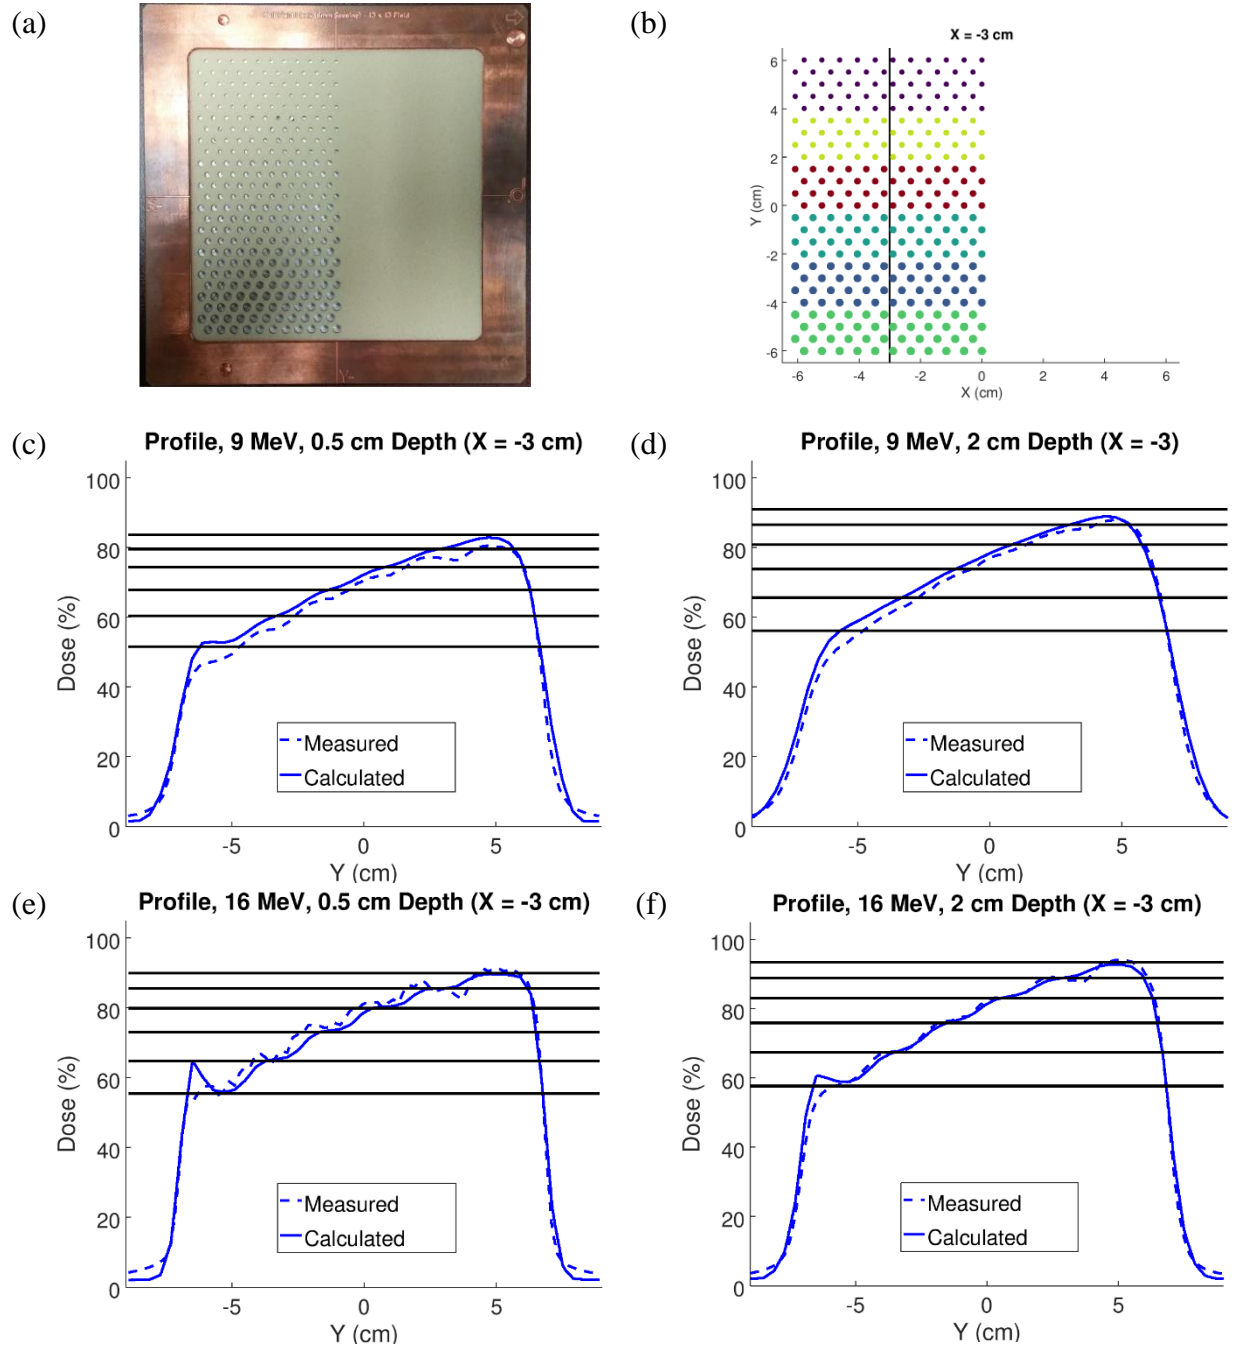 (a)
(b)
X = -3 cm
6
4
2
0
-2
-4
-6
Y (cm)
-6
-4
-2
0
2
4
6
X (cm)
(c)
Profile, 9 MeV, 0.5 cm Depth (X = -3 cm)
100
80
60
40
20
0
Dose (%)
Measured
Calculated
-5
0
5
Y (cm)
(d)
Profile, 9 MeV, 2 cm Depth (X = -3)
100
80
60
40
20
0
Dose (%)
Measured
Calculated
-5
0
5
Y (cm)
(e)
Profile, 16 MeV, 0.5 cm Depth (X = -3 cm)
100
80
60
40
20
0
Dose (%)
Measured
Calculated
-5
0
5
Y (cm)
(f)
Profile, 16 MeV, 2 cm Depth (X = -3 cm)
100
80
60
40
20
0
Dose (%)
Measured
Calculated
-5
0
5
Y (cm)